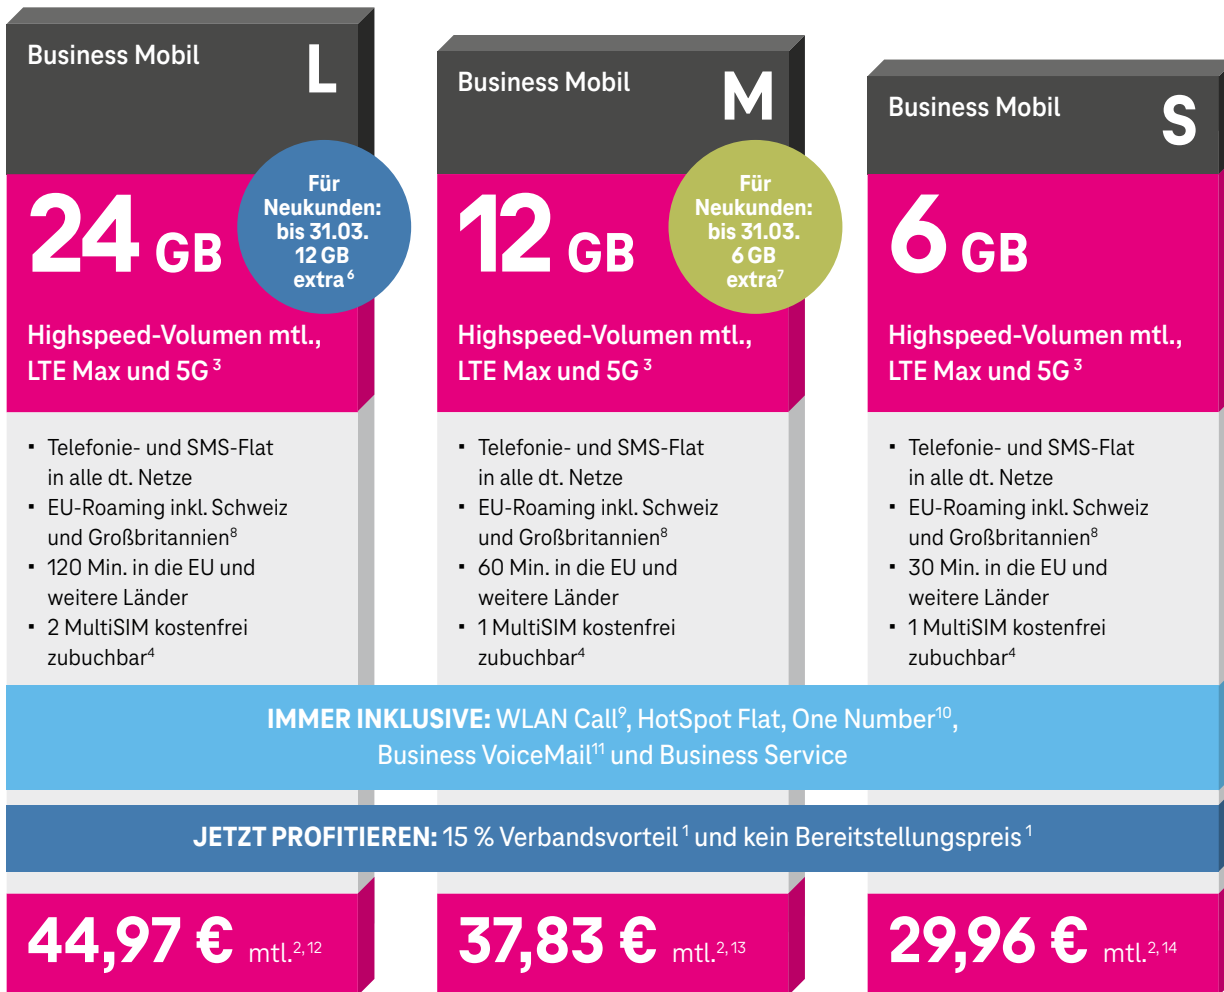 Business Mobil L
24 GB
Für
Neukunden:
bis 31.03.
12 GB
extra⁶
Highspeed-Volumen mtl.,
LTE Max und 5G³
▪ Telefonie- und SMS-Flat
in alle dt. Netze
▪ EU-Roaming inkl. Schweiz
und Großbritannien⁸
▪ 120 Min. in die EU und
weitere Länder
▪ 2 MultiSIM kostenfrei
zubuchbar⁴
Business Mobil M
12 GB
Für
Neukunden:
bis 31.03.
6 GB
extra⁷
Highspeed-Volumen mtl.,
LTE Max und 5G³
▪ Telefonie- und SMS-Flat
in alle dt. Netze
▪ EU-Roaming inkl. Schweiz
und Großbritannien⁸
▪ 60 Min. in die EU und
weitere Länder
▪ 1 MultiSIM kostenfrei
zubuchbar⁴
Business Mobil S
6 GB
Highspeed-Volumen mtl.,
LTE Max und 5G³
▪ Telefonie- und SMS-Flat
in alle dt. Netze
▪ EU-Roaming inkl. Schweiz
und Großbritannien⁸
▪ 30 Min. in die EU und
weitere Länder
▪ 1 MultiSIM kostenfrei
zubuchbar⁴
IMMER INKLUSIVE: WLAN Call⁹, HotSpot Flat, One Number¹⁰,
Business VoiceMail¹¹ und Business Service
JETZT PROFITIEREN: 15 % Verbandsvorteil¹ und kein Bereitstellungspreis¹
44,97 € mtl.²,¹²
37,83 € mtl.²,¹³
29,96 € mtl.²,¹⁴